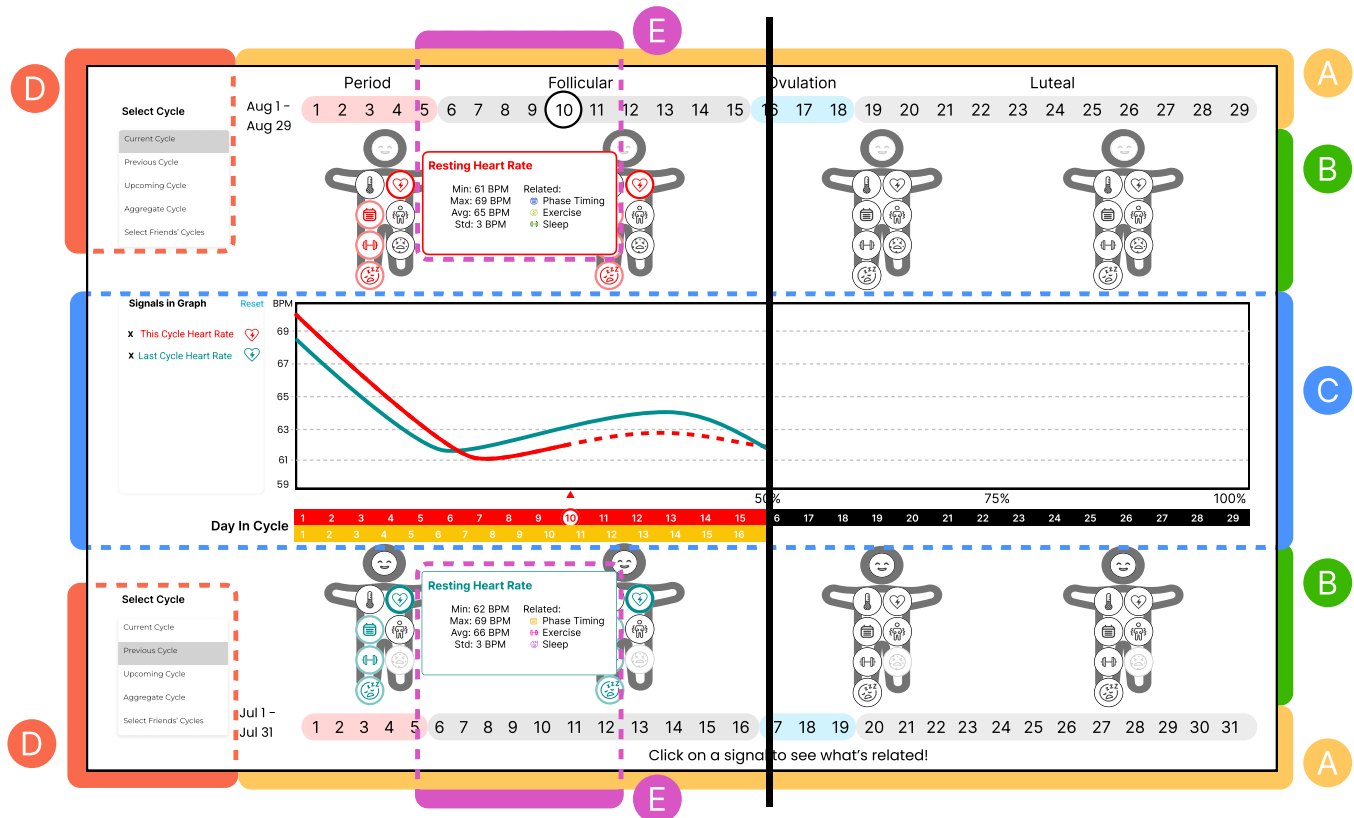 E
D
A
Period Follicular Ovulation Luteal
Aug 1 -
Aug 29
1 2 3 4 5 6 7 8 9 10 11 12 13 14 15 16 17 18 19 20 21 22 23 24 25 26 27 28 29
Select Cycle
Current Cycle
Previous Cycle
Upcoming Cycle
Aggregate Cycle
Select Friends' Cycles
B
Resting Heart Rate
Min: 61 BPM Related:
Max: 69 BPM Phase Timing
Avg: 65 BPM Exercise
Std: 3 BPM Sleep
Signals in Graph Reset BPM
x This Cycle Heart Rate
x Last Cycle Heart Rate
69
67
65
63
61
59
C
50% 75% 100%
Day In Cycle
1 2 3 4 5 6 7 8 9 10 11 12 13 14 15 6 17 18 19 20 21 22 23 24 25 26 27 28 29
1 2 3 4 5 6 7 8 9 10 11 12 13 14 15 16
B
Resting Heart Rate
Min: 62 BPM Related:
Max: 69 BPM Phase Timing
Avg: 66 BPM Exercise
Std: 3 BPM Sleep
Select Cycle
Current Cycle
Previous Cycle
Upcoming Cycle
Aggregate Cycle
Select Friends' Cycles
Jul 1 -
Jul 31
1 2 3 4 5 6 7 8 9 10 11 12 13 14 15 16 7 18 19 20 21 22 23 24 25 26 27 28 29 30 31
Click on a signal to see what's related!
D
A
E